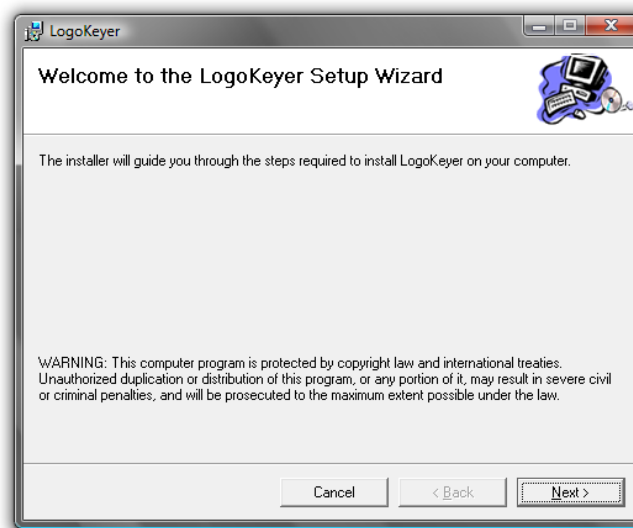 LogoKeyer
Welcome to the LogoKeyer Setup Wizard
The installer will guide you through the steps required to install LogoKeyer on your computer.
WARNING: This computer program is protected by copyright law and international treaties.
Unauthorized duplication or distribution of this program, or any portion of it, may result in severe civil
or criminal penalties, and will be prosecuted to the maximum extent possible under the law.
Cancel
< Back
Next >